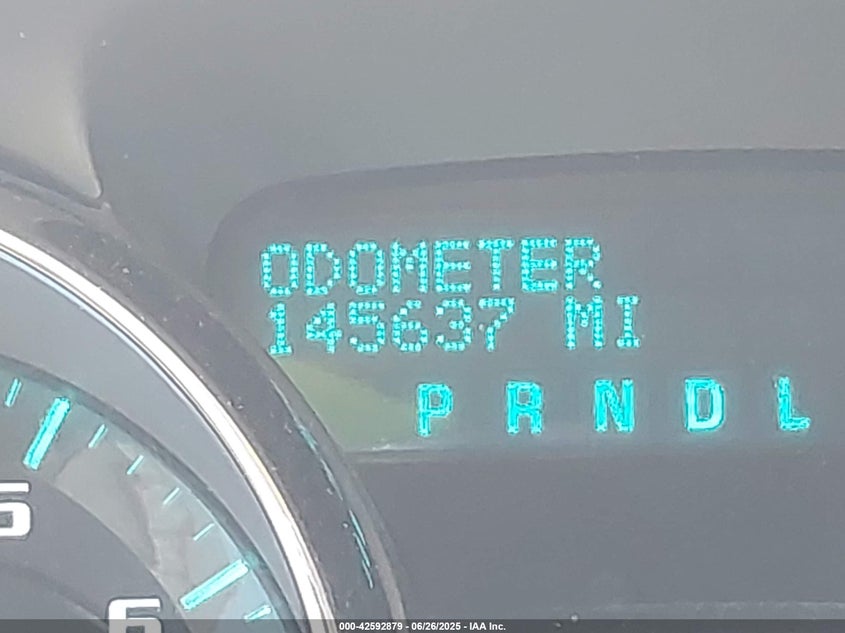 ODOMETER
145637 MI
P R N D L
5
6
000-42592879 - 06/26/2025 - IAA Inc.